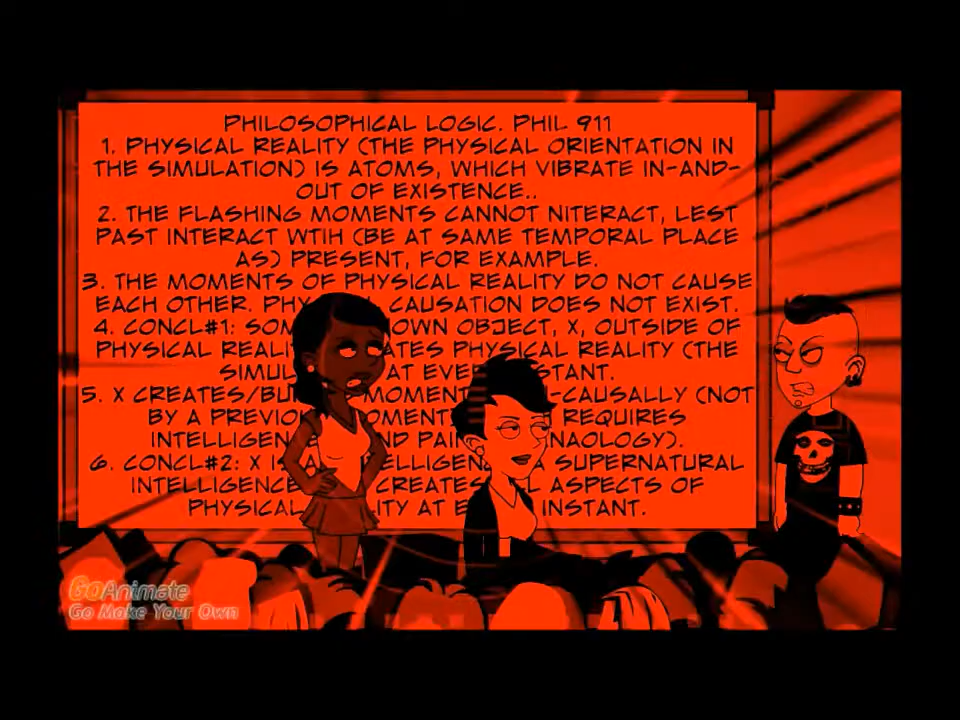 PHILOSOPHICAL LOGIC. PHIL 911
1. PHYSICAL REALITY (THE PHYSICAL ORIENTATION IN
THE SIMULATION) IS ATOMS, WHICH VIBRATE IN-AND-
OUT OF EXISTENCE..
2. THE FLASHING MOMENTS CANNOT NITERACT, LEST
PAST INTERACT WTIH (BE AT SAME TEMPORAL PLACE
AS) PRESENT, FOR EXAMPLE.
3. THE MOMENTS OF PHYSICAL REALITY DO NOT CAUSE
EACH OTHER. CAUSATION DOES NOT EXIST.
4. CONCL#1: OBJECT, X, OUTSIDE OF
PHYSICAL PHYSICAL REALITY (THE
AT
5. X (NOT
BY A REQUIRES
6. CONCL#2: X SUPERNATURAL
ASPECTS OF
AT INSTANT.
GoAnimate
Go Make Your Own